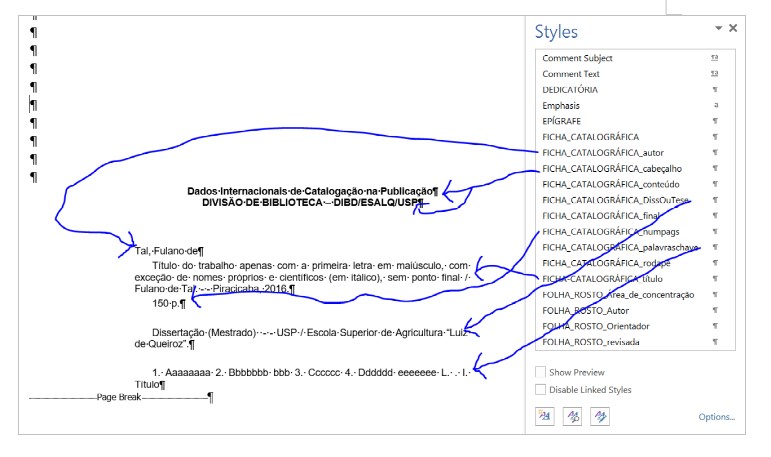 Styles
Comment Subject
Comment Text
DEDICATÓRIA
Emphasis
EPÍGRAFE
FICHA_CATALOGRÁFICA
FICHA_CATALOGRÁFICA_autor
FICHA_CATALOGRÁFICA_cabeçalho
FICHA_CATALOGRÁFICA_conteúdo
FICHA_CATALOGRÁFICA_DissOuTese
FICHA_CATALOGRÁFICA_final
FICHA_CATALOGRÁFICA_numpags
FICHA_CATALOGRÁFICA_palavraschave
FICHA_CATALOGRÁFICA_rodapé
FICHA-CATALOGRÁFICA_título
FOLHA_ROSTO_Área_de_concentração
FOLHA_ROSTO_Autor
FOLHA_ROSTO_Orientador
FOLHA_ROSTO_revisada
Show Preview
Disable Linked Styles
Options...
Dados·Internacionais·de·Catalogação·na·Publicação¶
DIVISÃO·DE·BIBLIOTECA·–·DIBD/ESALQ/USP¶
Tal,·Fulano·de¶
Título·do·trabalho·apenas·com·a·primeira·letra·em·maiúsculo,·com·
exceção·de·nomes·próprios·e·científicos·(em·itálico),·sem·ponto·final·/·
Fulano·de·Tal.·-·-·Piracicaba,·2016.¶
150·p.¶
Dissertação·(Mestrado)·-·-·USP·/·Escola·Superior·de·Agricultura·“Luiz·
de·Queiroz”.¶
1.·Aaaaaaaa·2.·Bbbbbbb·bbb·3.·Cccccc·4.·Dddddd·eeeeeee·L.·.·I.·
Título¶
Page Break¶